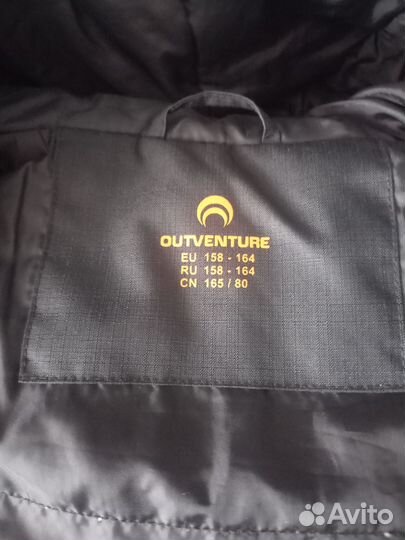 OUTVENTURE
EU 158 - 164
RU 158 - 164
CN 165 / 80
Avito